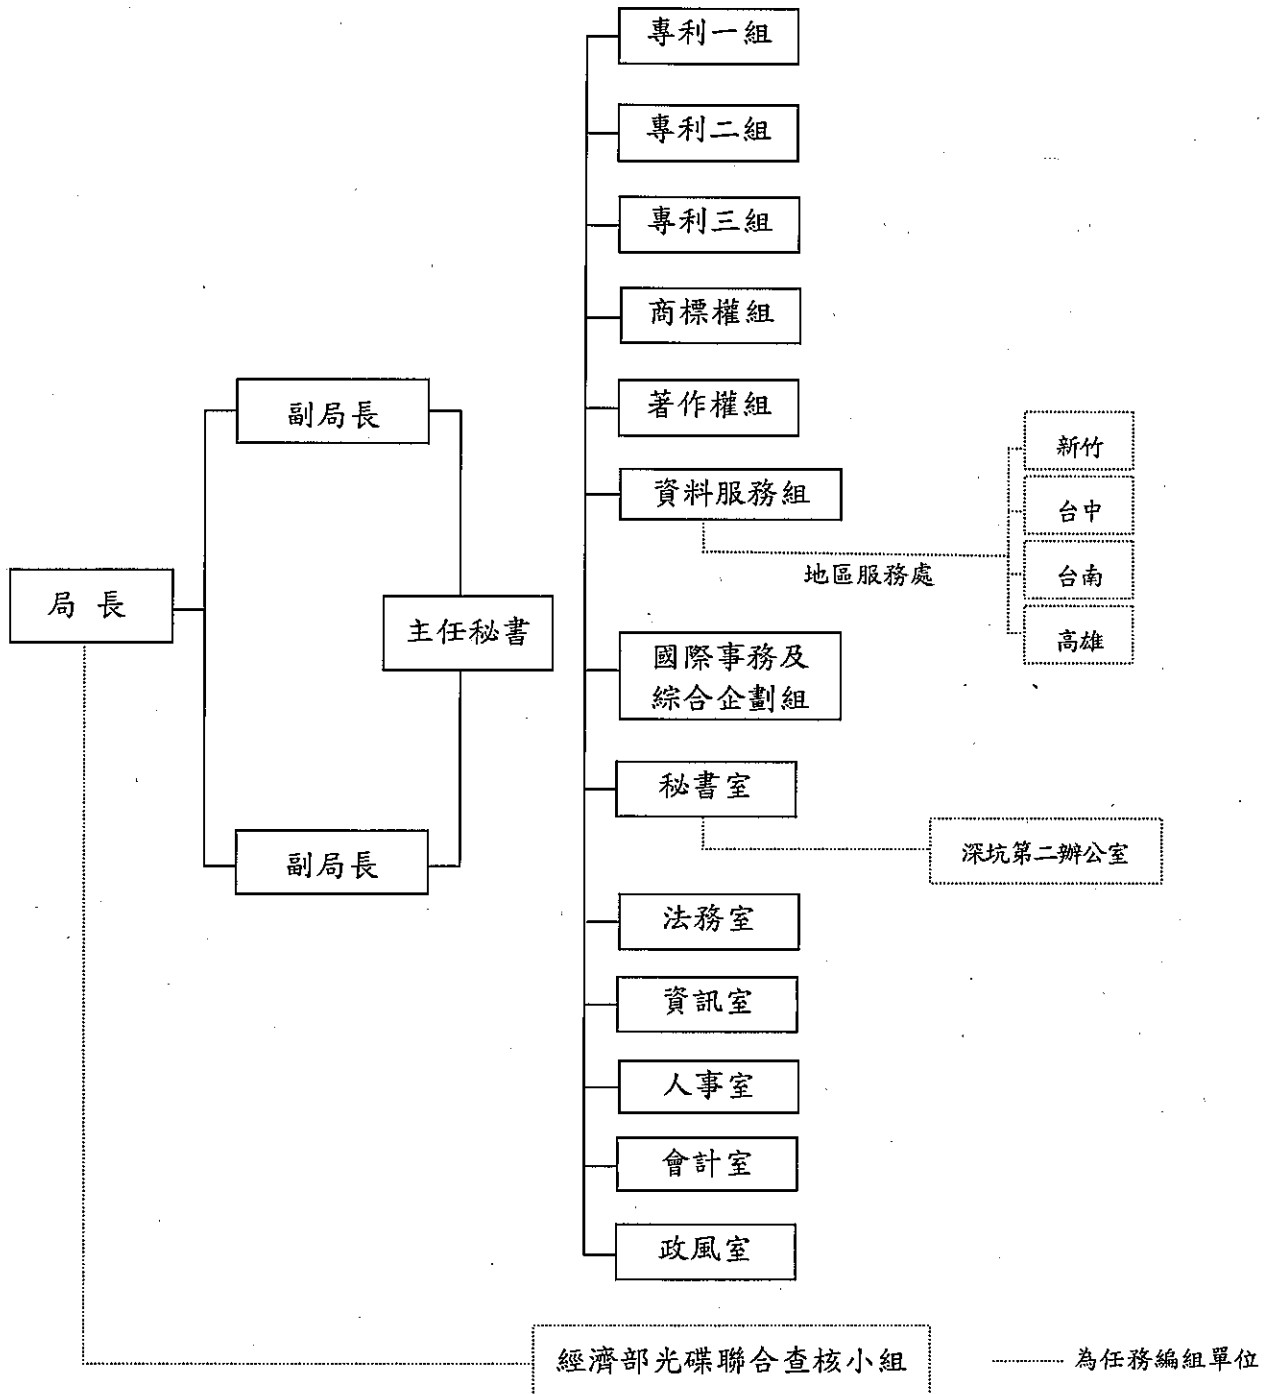 專利一組
專利二組
專利三組
商標權組
著作權組
資料服務組
地區服務處
新竹
台中
台南
高雄
副局長
局長
主任秘書
副局長
國際事務及
綜合企劃組
秘書室
深坑第二辦公室
法務室
資訊室
人事室
會計室
政風室
經濟部光碟聯合查核小組
為任務編組單位